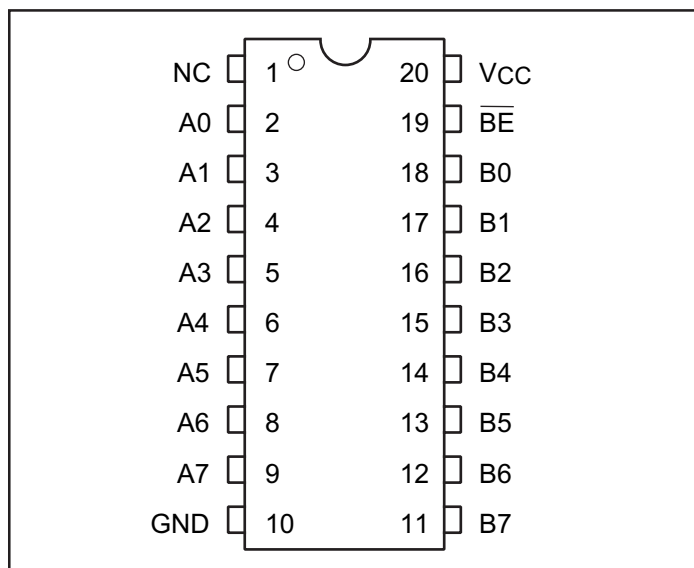 NC 1 20 VCC
A0 2 19 B̅E̅
A1 3 18 B0
A2 4 17 B1
A3 5 16 B2
A4 6 15 B3
A5 7 14 B4
A6 8 13 B5
A7 9 12 B6
GND 10 11 B7